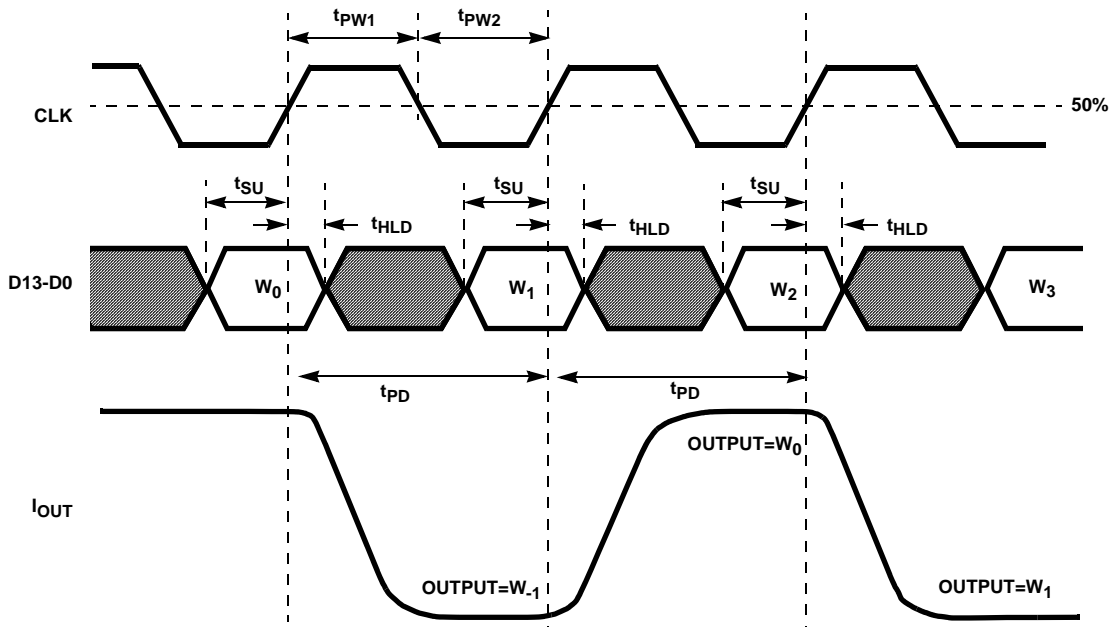 tPW1 tPW2
CLK
50%
tSU tSU tSU
tHLD tHLD tHLD
D13-D0
W0 W1 W2 W3
tPD tPD
OUTPUT=W0
IOUT
OUTPUT=W-1 OUTPUT=W1